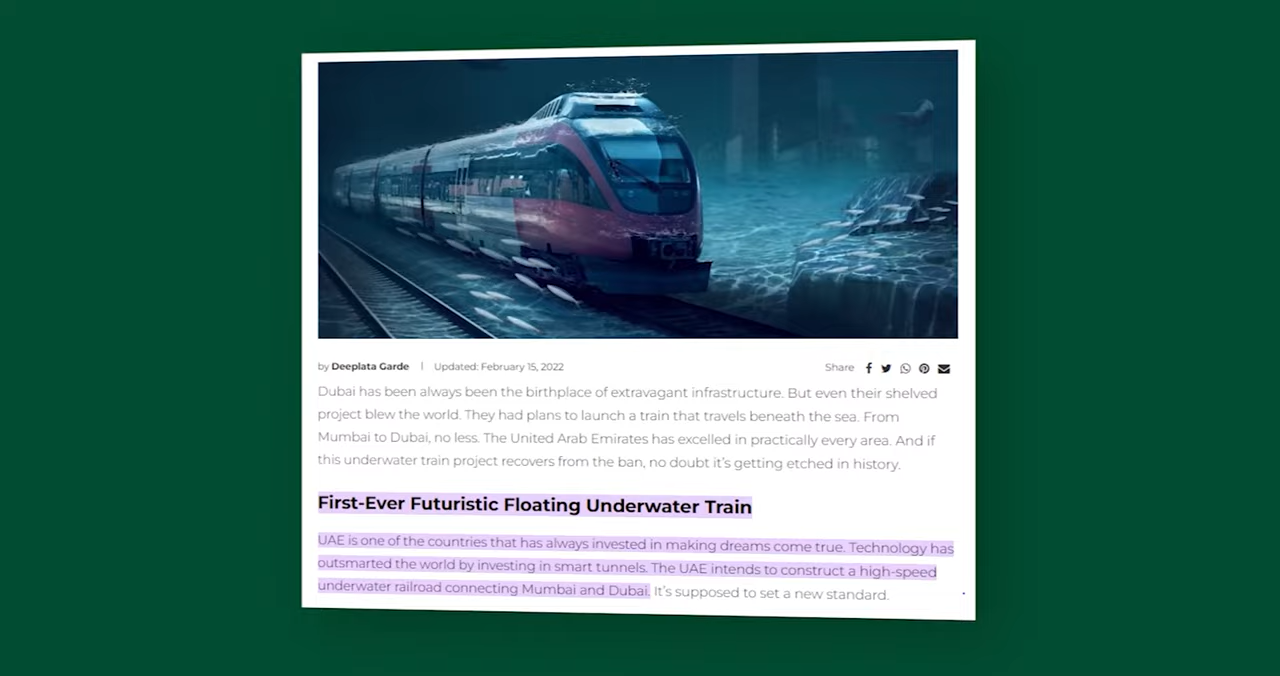 by Deeplata Garde | Updated: February 15, 2022 Share
Dubai has been always been the birthplace of extravagant infrastructure. But even their shelved
project blew the world. They had plans to launch a train that travels beneath the sea. From
Mumbai to Dubai, no less. The United Arab Emirates has excelled in practically every area. And if
this underwater train project recovers from the ban, no doubt it's getting etched in history.
First-Ever Futuristic Floating Underwater Train
UAE is one of the countries that has always invested in making dreams come true. Technology has
outsmarted the world by investing in smart tunnels. The UAE intends to construct a high-speed
underwater railroad connecting Mumbai and Dubai. It's supposed to set a new standard.